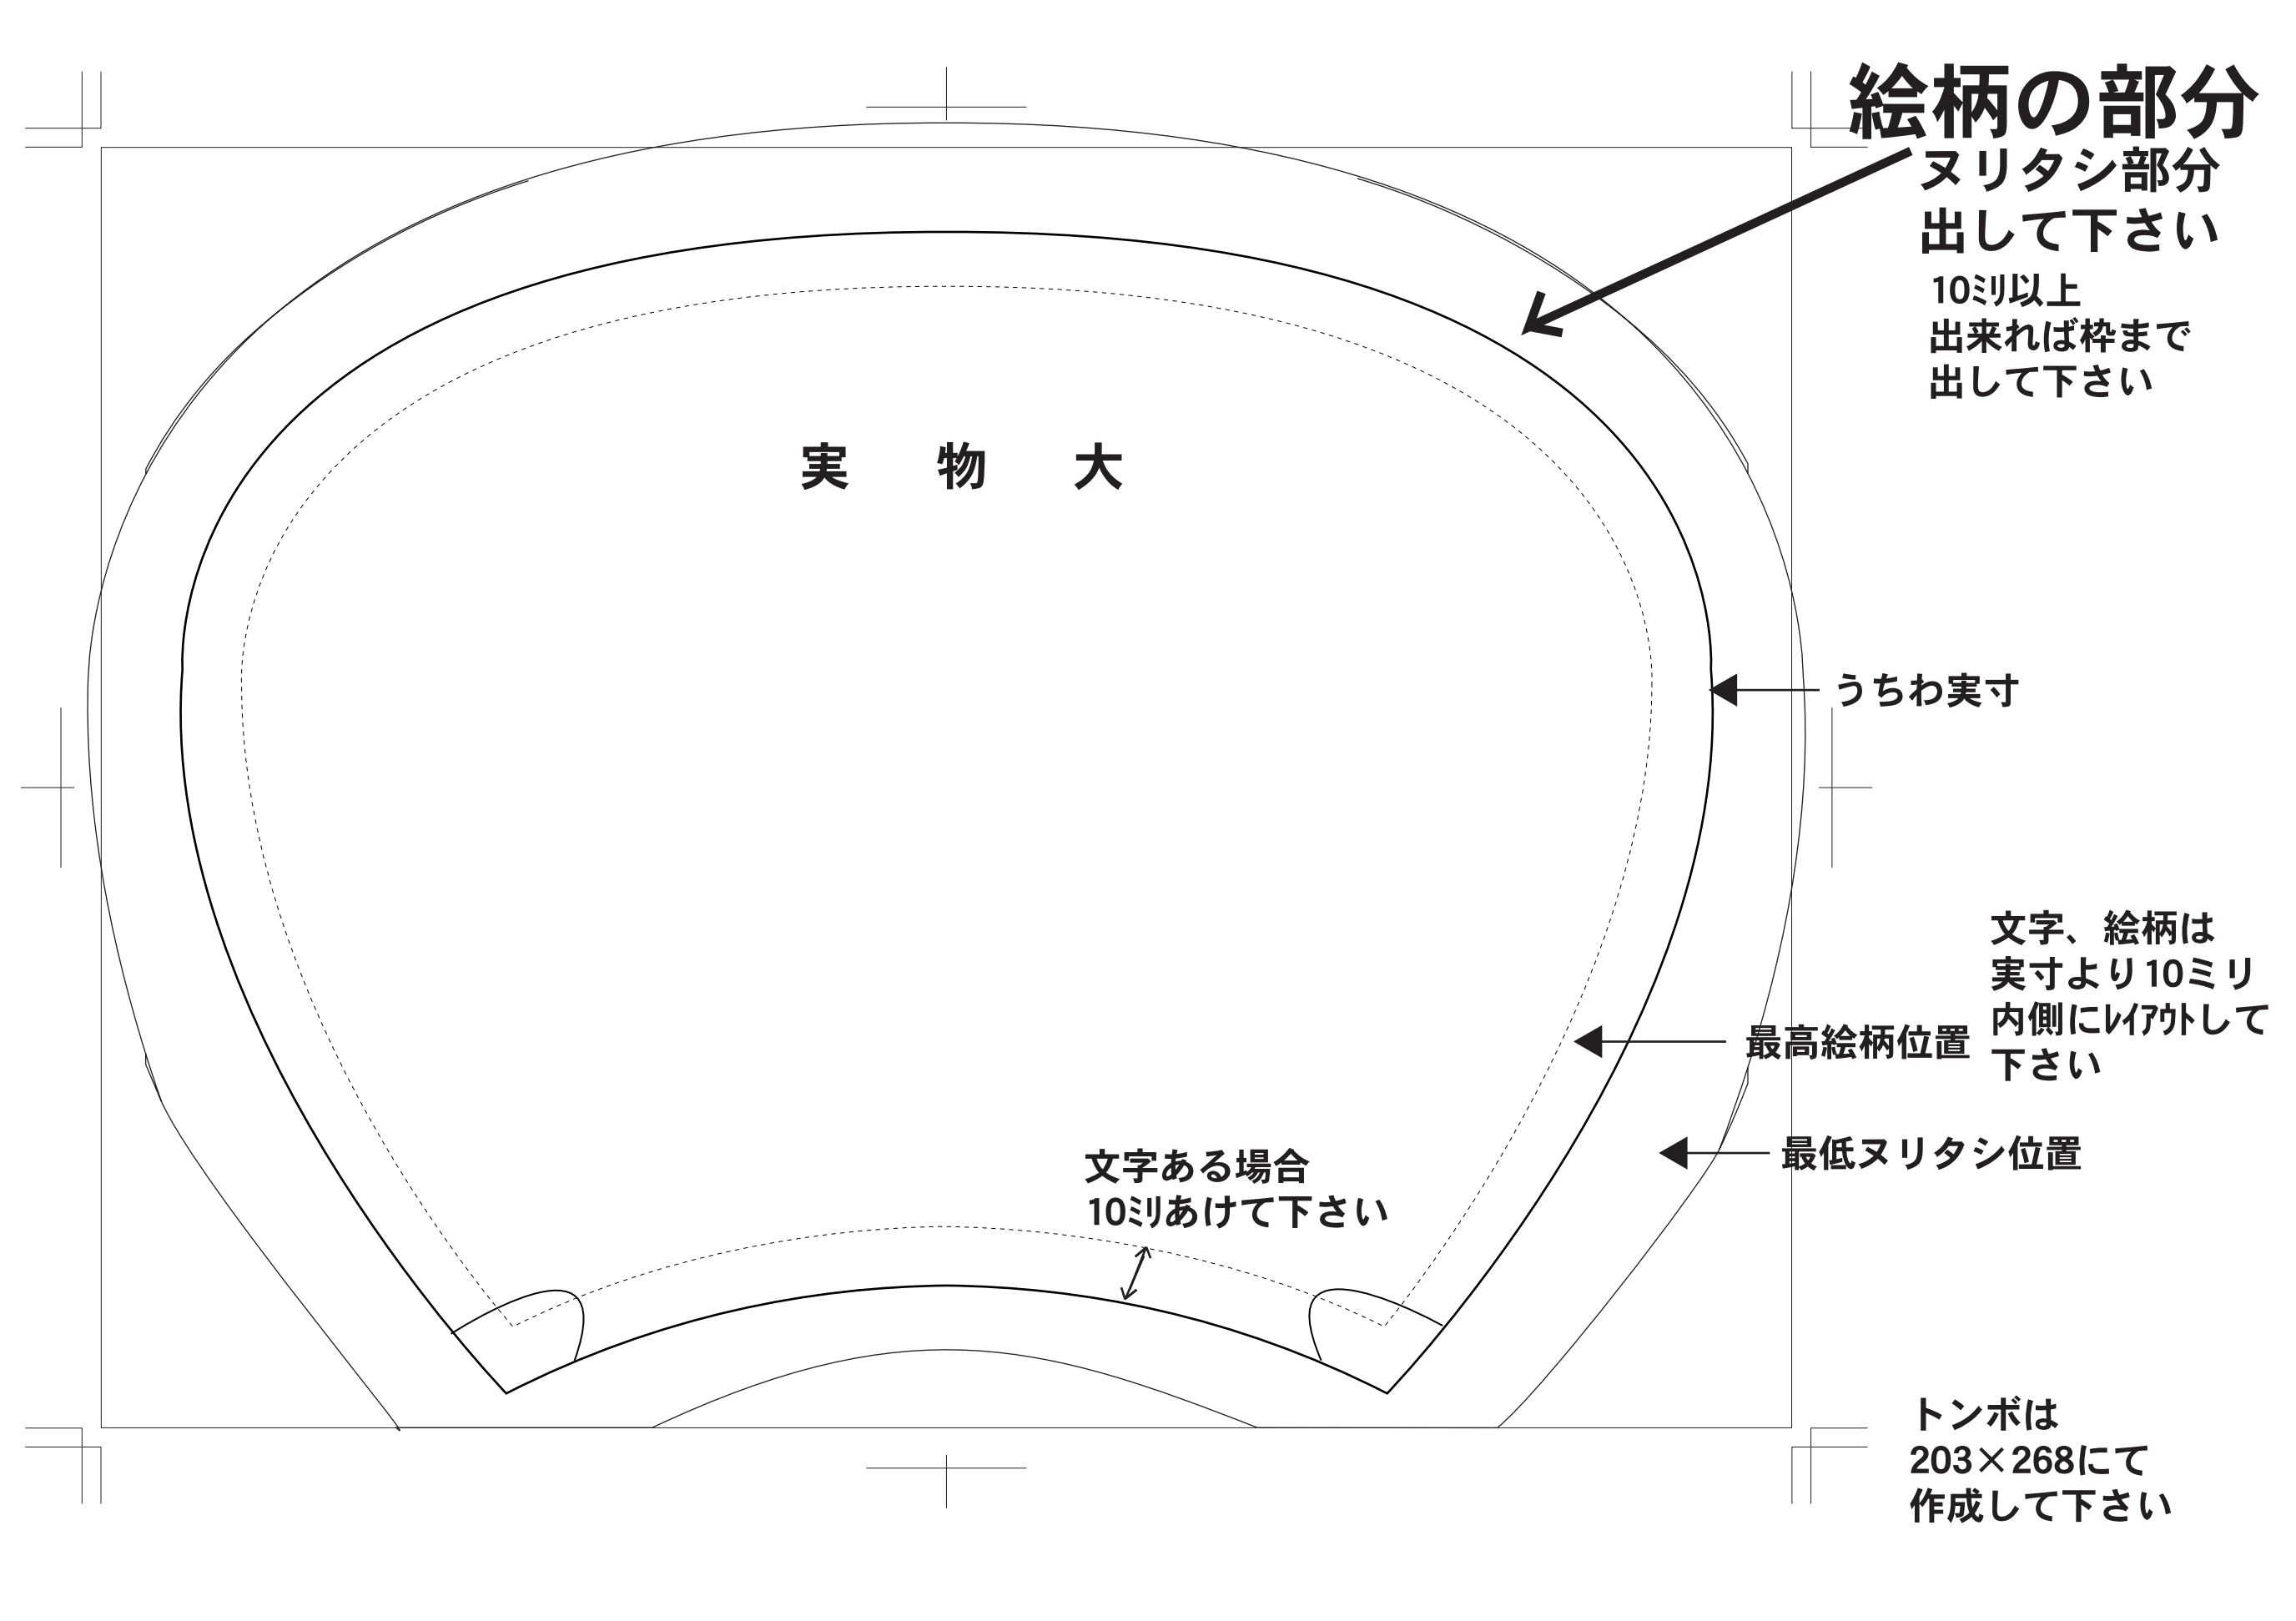 絵柄の部分
ヌリタシ部分
出して下さい
10ミリ以上
出来れば枠まで
出して下さい
実 物 大
うちわ実寸
文字、絵柄は
実寸より10ミリ
内側にﾚｲｱｳﾄして
下さい
最高絵柄位置
最低ヌリタシ位置
文字ある場合
10ミリあけて下さい
トンボは
203×268にて
作成して下さい